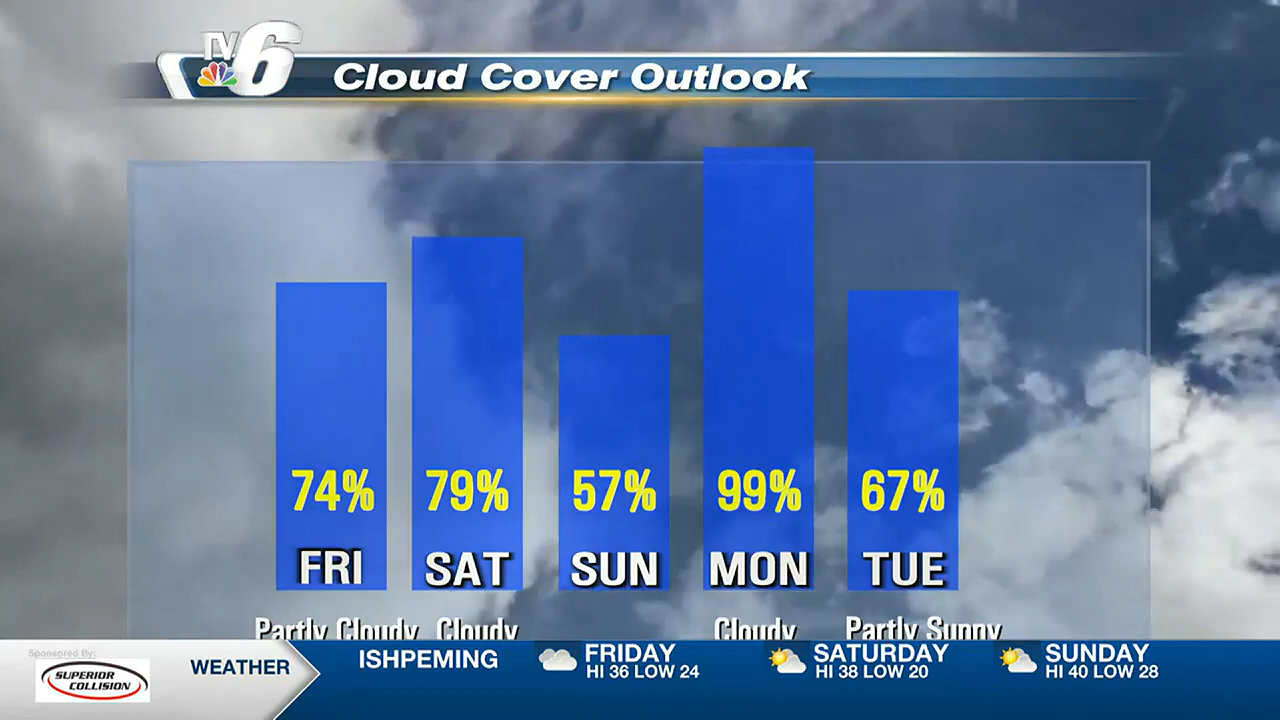 TV6
Cloud Cover Outlook
74% 79% 57% 99% 67%
FRI SAT SUN MON TUE
Partly Cloudy Cloudy Cloudy Partly Sunny
Sponsored By:
SUPERIOR
COLLISION
WEATHER
ISHPEMING
FRIDAY
HI 36 LOW 24
SATURDAY
HI 38 LOW 20
SUNDAY
HI 40 LOW 28